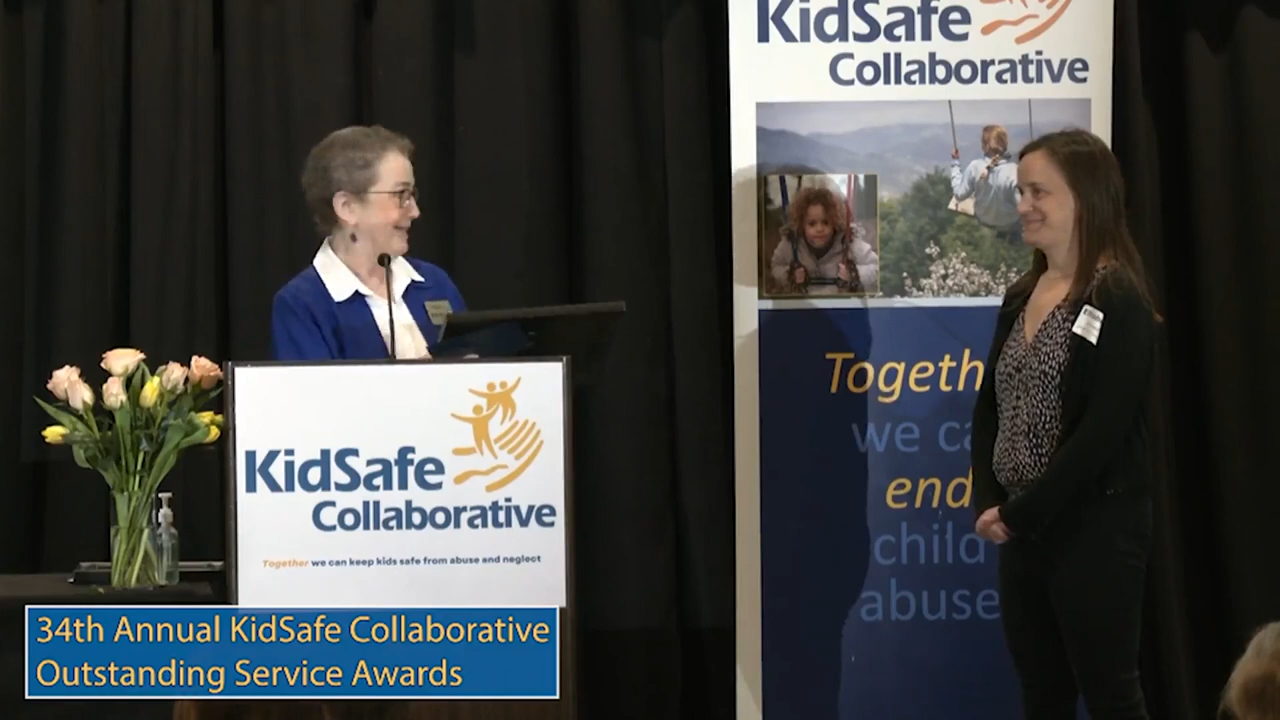 KidSafe
Collaborative
Togeth
we ca
end
child
abuse
KidSafe
Collaborative
Together we can keep kids safe from abuse and neglect
34th Annual KidSafe Collaborative
Outstanding Service Awards